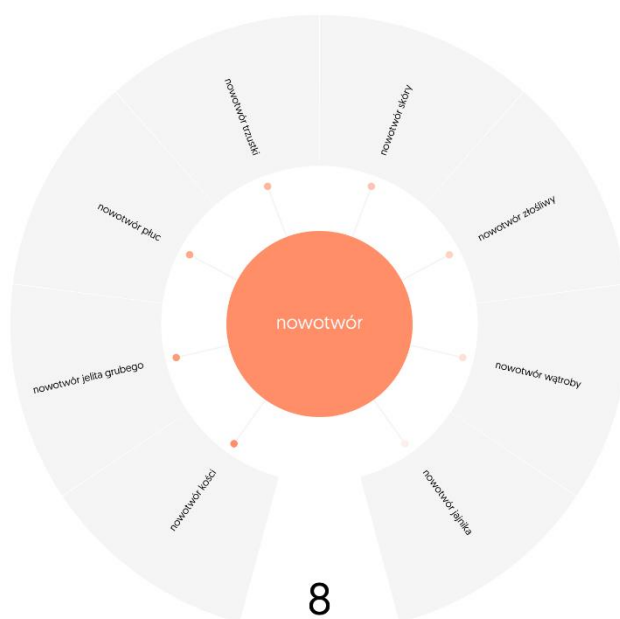 nowotwór trzustki
nowotwór skóry
nowotwór płuc
nowotwór złośliwy
nowotwór
nowotwór jelita grubego
nowotwór wątroby
nowotwór kości
nowotwór jajnika
8